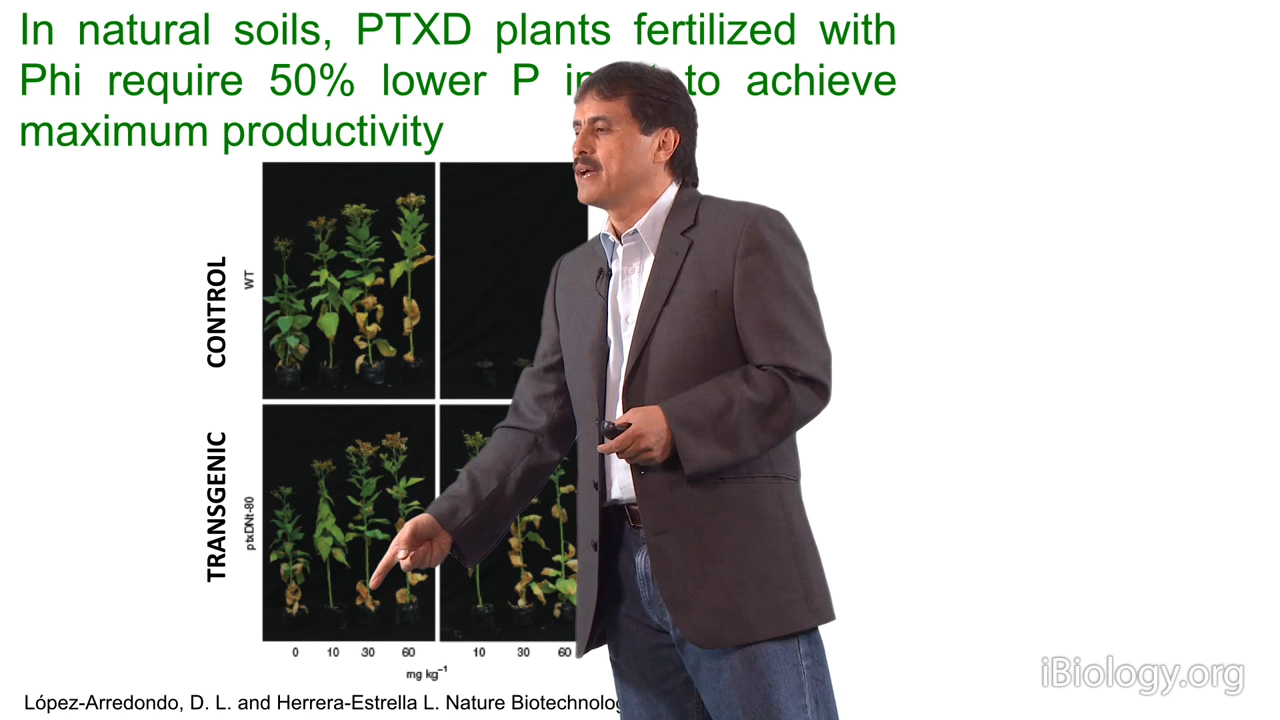 In natural soils, PTXD plants fertilized with
Phi require 50% lower P to achieve
maximum productivity
CONTROL
WT
TRANSGENIC
ptxDNt-80
0 10 30 60 10 30 60
mg kg⁻¹
López-Arredondo, D. L. and Herrera-Estrella L. Nature
iBiology.org